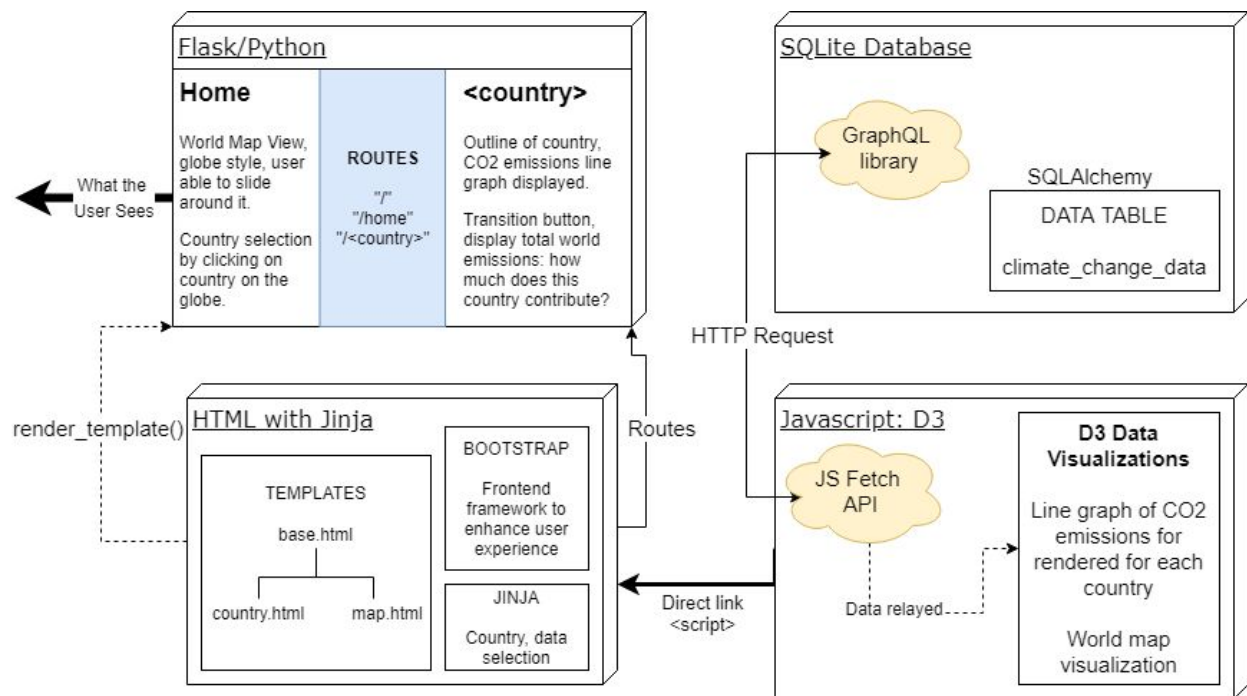 Flask/Python
Home
World Map View,
globe style, user
able to slide
around it.
Country selection
by clicking on
country on the
globe.
ROUTES
"/"
"/home"
"/<country>"
<country>
Outline of country,
CO2 emissions line
graph displayed.
Transition button,
display total world
emissions: how
much does this
country contribute?
What the
User Sees
SQLite Database
GraphQL
library
SQLAlchemy
DATA TABLE
climate_change_data
HTTP Request
render_template()
HTML with Jinja
TEMPLATES
base.html
country.html
map.html
BOOTSTRAP
Frontend
framework to
enhance user
experience
JINJA
Country, data
selection
Routes
Direct link
<script>
Javascript: D3
JS Fetch
API
Data relayed
D3 Data
Visualizations
Line graph of CO2
emissions for
rendered for each
country
World map
visualization